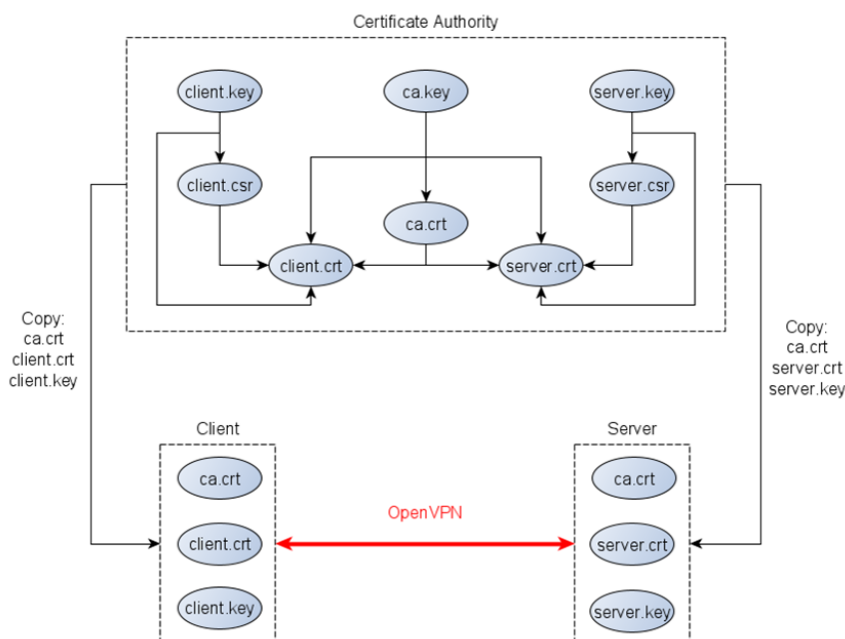 Certificate Authority
client.key
ca.key
server.key
client.csr
server.csr
ca.crt
client.crt
server.crt
Copy:
ca.crt
client.crt
client.key
Copy:
ca.crt
server.crt
server.key
Client
Server
ca.crt
ca.crt
OpenVPN
client.crt
server.crt
client.key
server.key